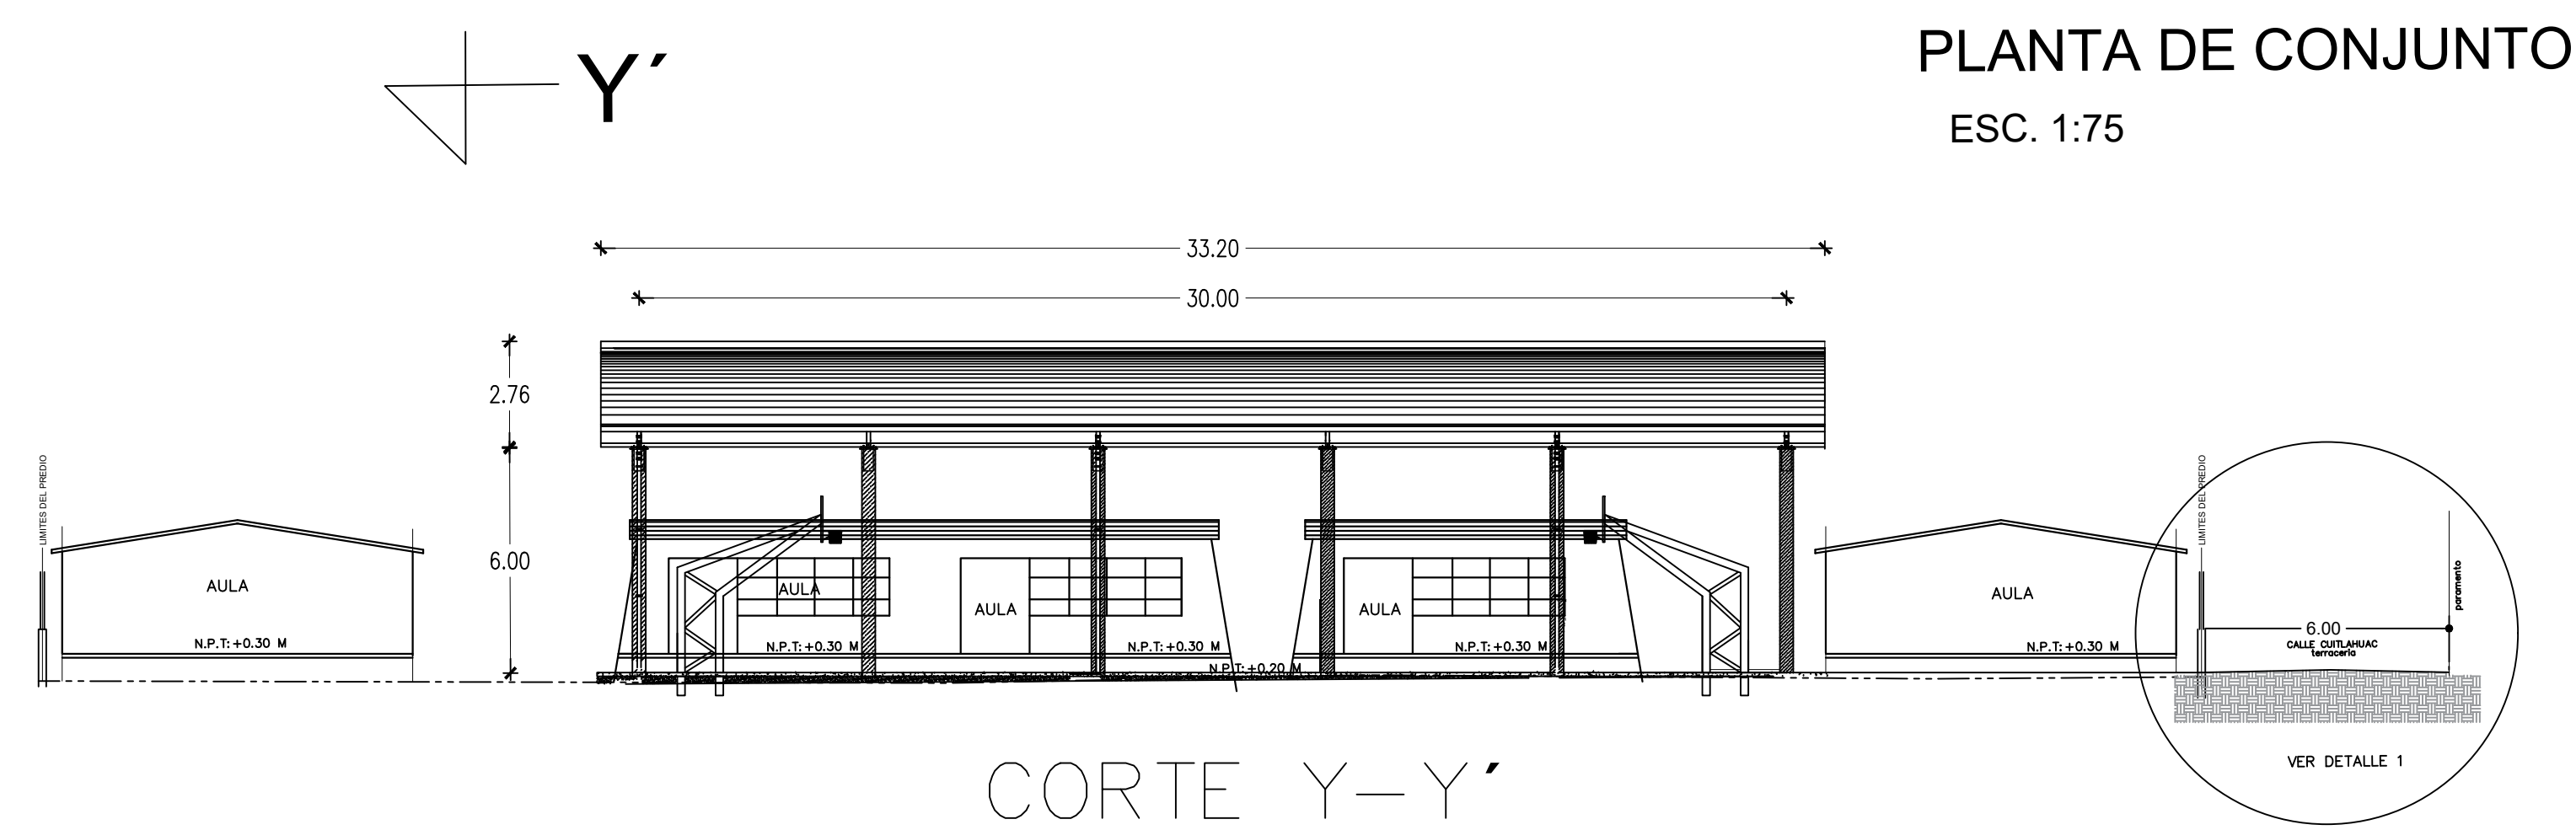 Y´
PLANTA DE CONJUNTO
ESC. 1:75
33.20
30.00
2.76
6.00
LIMITES DEL PREDIO
AULA
N.P.T:+0.30 M
AULA
N.P.T:+0.30 M
AULA
N.P.T:+0.30 M
N.P.T:+0.20 M
AULA
N.P.T:+0.30 M
AULA
N.P.T:+0.30 M
LIMITES DEL PREDIO
paramento
6.00
CALLE CUITLAHUAC
terracería
VER DETALLE 1
CORTE Y-Y´